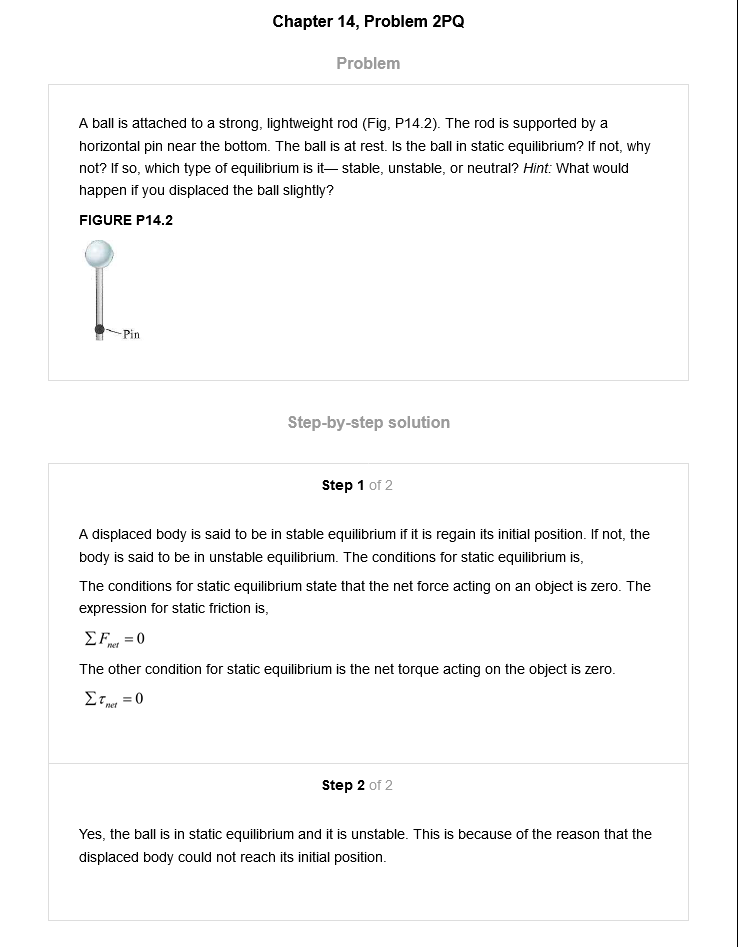 Chapter 14, Problem 2PQ
Problem
A ball is attached to a strong, lightweight rod (Fig, P14.2). The rod is supported by a
horizontal pin near the bottom. The ball is at rest. Is the ball in static equilibrium? If not, why
not? If so, which type of equilibrium is it— stable, unstable, or neutral? Hint: What would
happen if you displaced the ball slightly?
FIGURE P14.2
Pin
Step-by-step solution
Step 1 of 2
A displaced body is said to be in stable equilibrium if it is regain its initial position. If not, the
body is said to be in unstable equilibrium. The conditions for static equilibrium is,
The conditions for static equilibrium state that the net force acting on an object is zero. The
expression for static friction is,
∑F_net = 0
The other condition for static equilibrium is the net torque acting on the object is zero.
∑τ_net = 0
Step 2 of 2
Yes, the ball is in static equilibrium and it is unstable. This is because of the reason that the
displaced body could not reach its initial position.